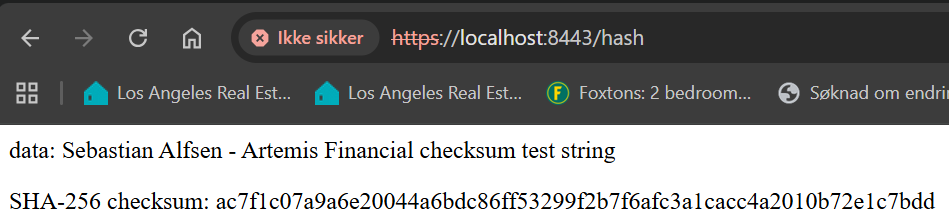 Ikke sikker https://localhost:8443/hash
Los Angeles Real Est... Los Angeles Real Est... Foxtons: 2 bedroom... Søknad om endrin
data: Sebastian Alfsen - Artemis Financial checksum test string
SHA-256 checksum: ac7f1c07a9a6e20044a6bdc86ff53299f2b7f6afc3a1cacc4a2010b72e1c7bdd